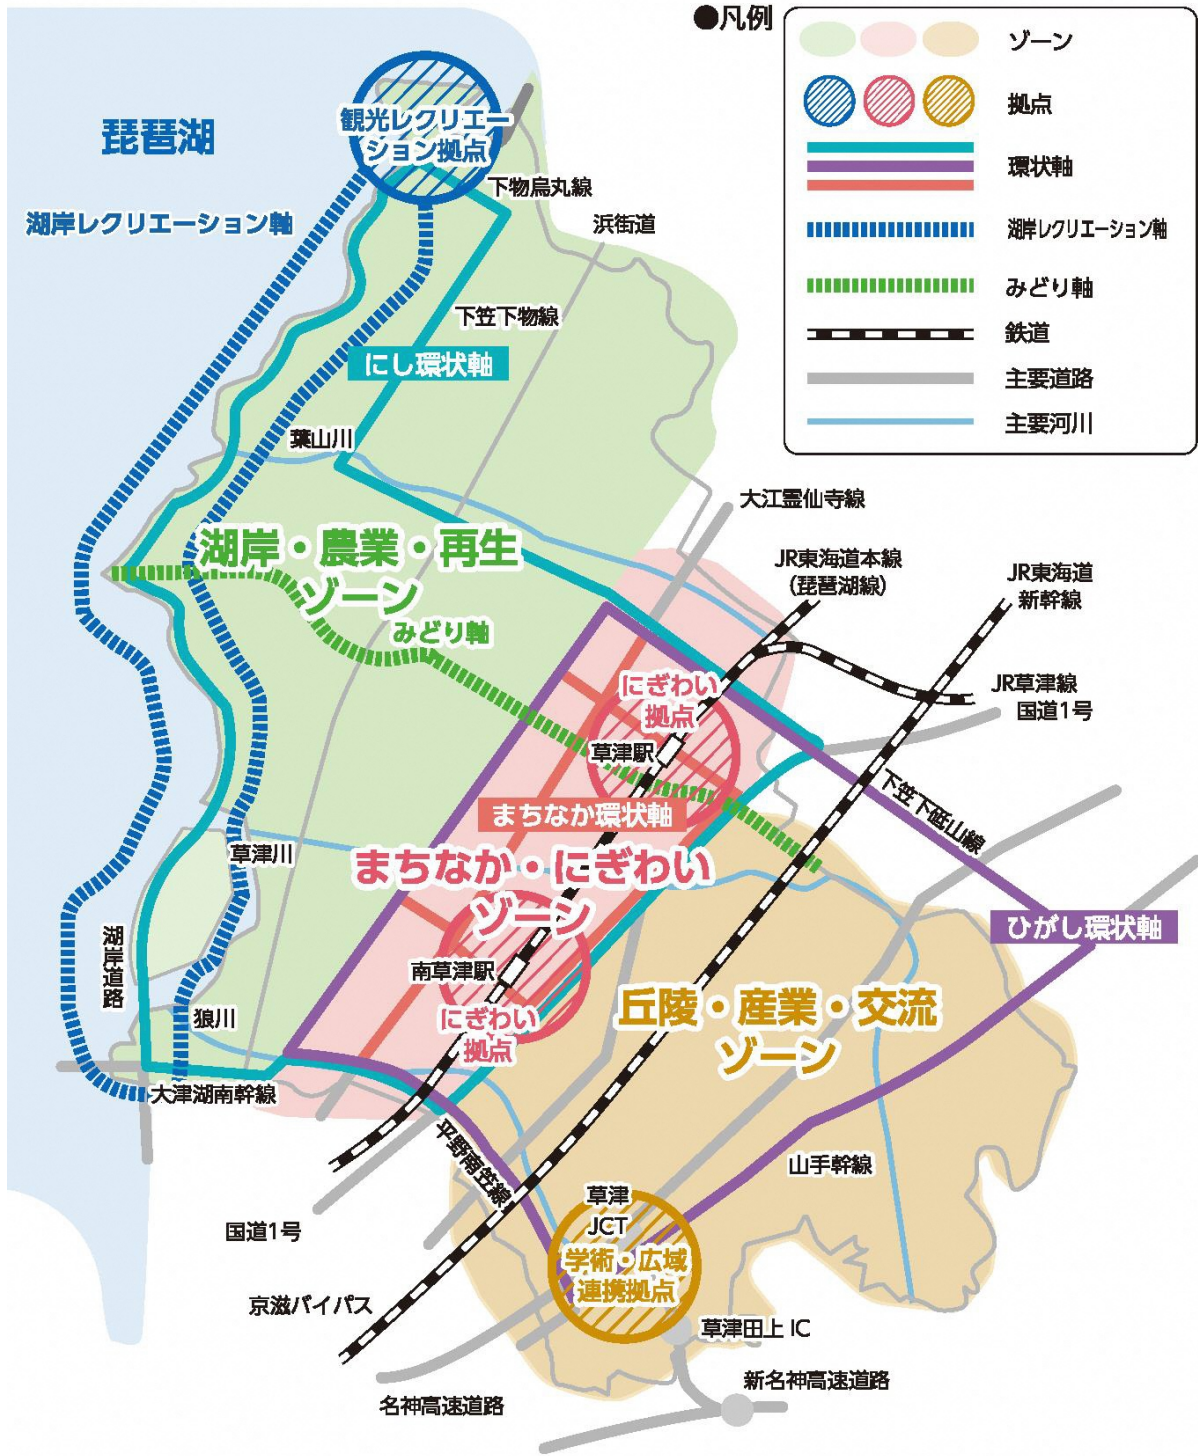 ●凡例
ゾーン
拠点
環状軸
湖岸レクリエーション軸
みどり軸
鉄道
主要道路
主要河川
琵琶湖
観光レクリエー
ション拠点
湖岸レクリエーション軸
下物烏丸線
浜街道
下笠下物線
にし環状軸
葉山川
大江霊仙寺線
湖岸・農業・再生
ゾーン
みどり軸
JR東海道本線
(琵琶湖線)
JR東海道
新幹線
JR草津線
国道1号
にぎわい
拠点
草津駅
下笠下砥山線
まちなか環状軸
まちなか・にぎわい
ゾーン
草津川
ひがし環状軸
湖岸道路
南草津駅
狼川
にぎわい
拠点
丘陵・産業・交流
ゾーン
大津湖南幹線
平野南笠線
山手幹線
国道1号
草津
JCT
学術・広域
連携拠点
京滋バイパス
草津田上 IC
新名神高速道路
名神高速道路